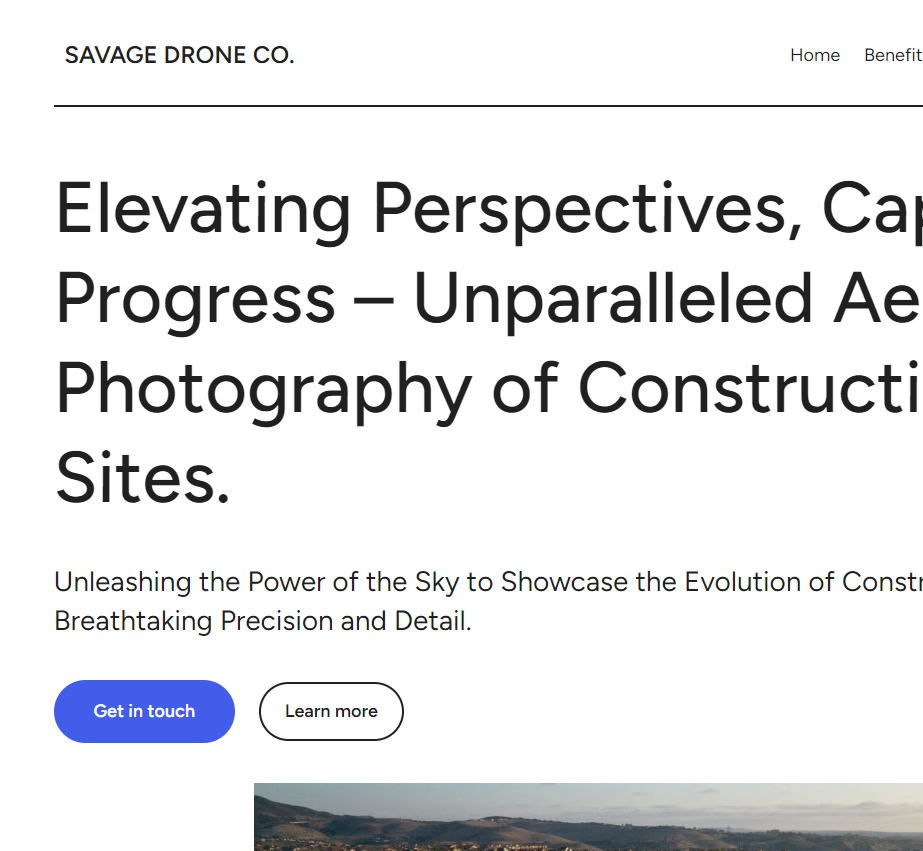 SAVAGE DRONE CO.
Home Benefit
Elevating Perspectives, Cap
Progress – Unparalleled Ae
Photography of Constructi
Sites.
Unleashing the Power of the Sky to Showcase the Evolution of Constr
Breathtaking Precision and Detail.
Get in touch
Learn more